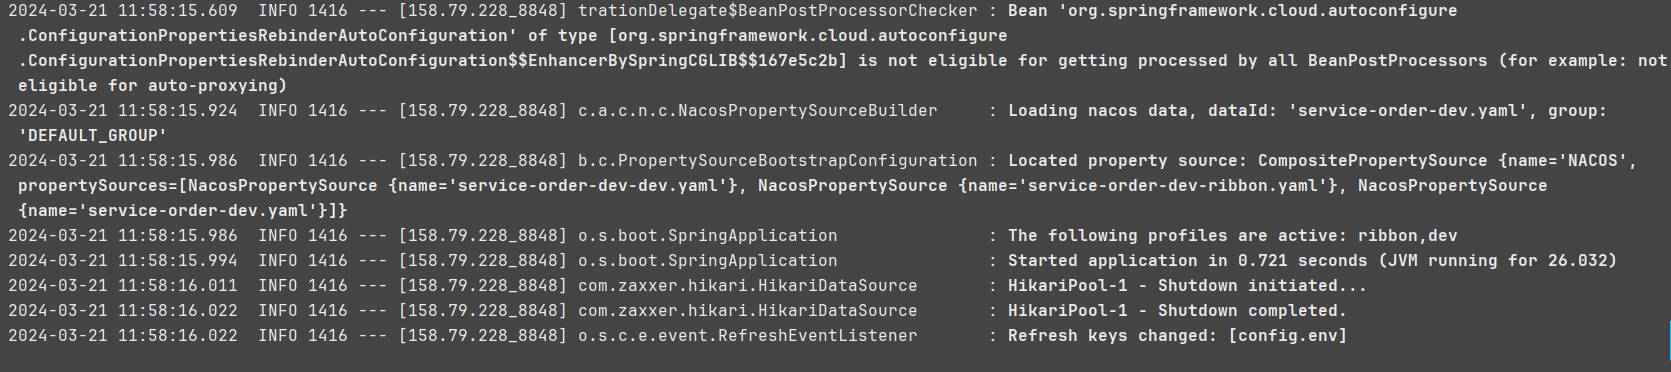 2024-03-21 11:58:15.609  INFO 1416 --- [158.79.228_8848] trationDelegate$BeanPostProcessorChecker : Bean 'org.springframework.cloud.autoconfigure
.ConfigurationPropertiesRebinderAutoConfiguration' of type [org.springframework.cloud.autoconfigure
.ConfigurationPropertiesRebinderAutoConfiguration$$EnhancerBySpringCGLIB$$167e5c2b] is not eligible for getting processed by all BeanPostProcessors (for example: not
eligible for auto-proxying)
2024-03-21 11:58:15.924  INFO 1416 --- [158.79.228_8848] c.a.c.n.c.NacosPropertySourceBuilder     : Loading nacos data, dataId: 'service-order-dev.yaml', group:
'DEFAULT_GROUP'
2024-03-21 11:58:15.986  INFO 1416 --- [158.79.228_8848] b.c.PropertySourceBootstrapConfiguration : Located property source: CompositePropertySource {name='NACOS',
propertySources=[NacosPropertySource {name='service-order-dev-dev.yaml'}, NacosPropertySource {name='service-order-dev-ribbon.yaml'}, NacosPropertySource
{name='service-order-dev.yaml'}]}
2024-03-21 11:58:15.986  INFO 1416 --- [158.79.228_8848] o.s.boot.SpringApplication               : The following profiles are active: ribbon,dev
2024-03-21 11:58:15.994  INFO 1416 --- [158.79.228_8848] o.s.boot.SpringApplication               : Started application in 0.721 seconds (JVM running for 26.032)
2024-03-21 11:58:16.011  INFO 1416 --- [158.79.228_8848] com.zaxxer.hikari.HikariDataSource       : HikariPool-1 - Shutdown initiated...
2024-03-21 11:58:16.022  INFO 1416 --- [158.79.228_8848] com.zaxxer.hikari.HikariDataSource       : HikariPool-1 - Shutdown completed.
2024-03-21 11:58:16.022  INFO 1416 --- [158.79.228_8848] o.s.c.e.event.RefreshEventListener       : Refresh keys changed: [config.env]